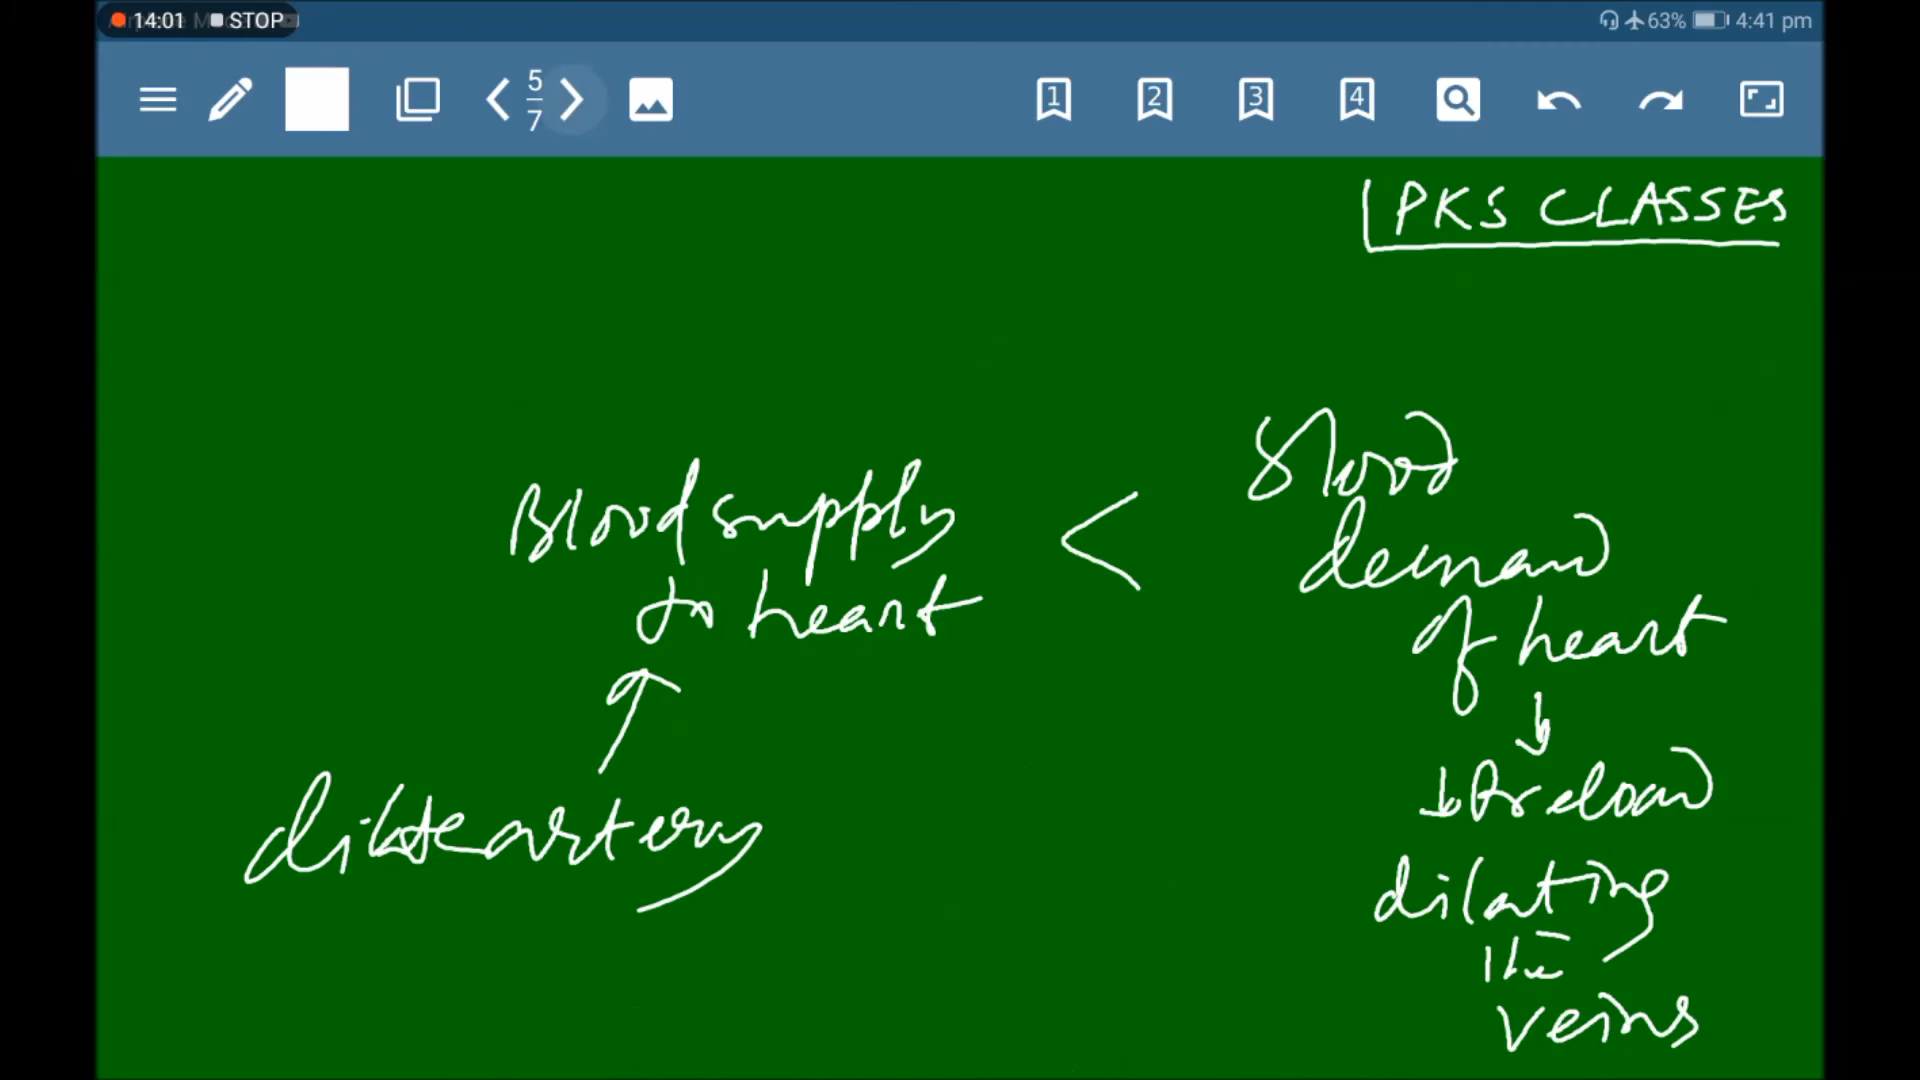 14:01 STOP
63% 4:41 pm
5
7
1 2 3 4
PKS CLASSES
Blood supply < Blood
to heart demand
of heart
↑ ↓
dilate artery ↓ Preload
dilating
the
veins